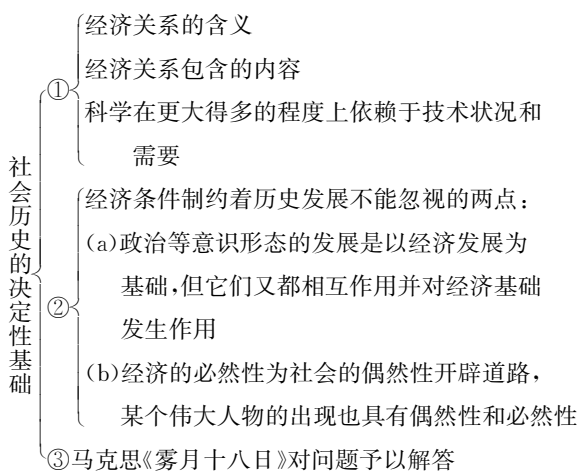 社会历史的决定性基础
①
经济关系的含义
经济关系包含的内容
科学在更大得多的程度上依赖于技术状况和
需要
②
经济条件制约着历史发展不能忽视的两点：
(a)政治等意识形态的发展是以经济发展为
基础，但它们又都相互作用并对经济基础
发生作用
(b)经济的必然性为社会的偶然性开辟道路，
某个伟大人物的出现也具有偶然性和必然性
③马克思《雾月十八日》对问题予以解答